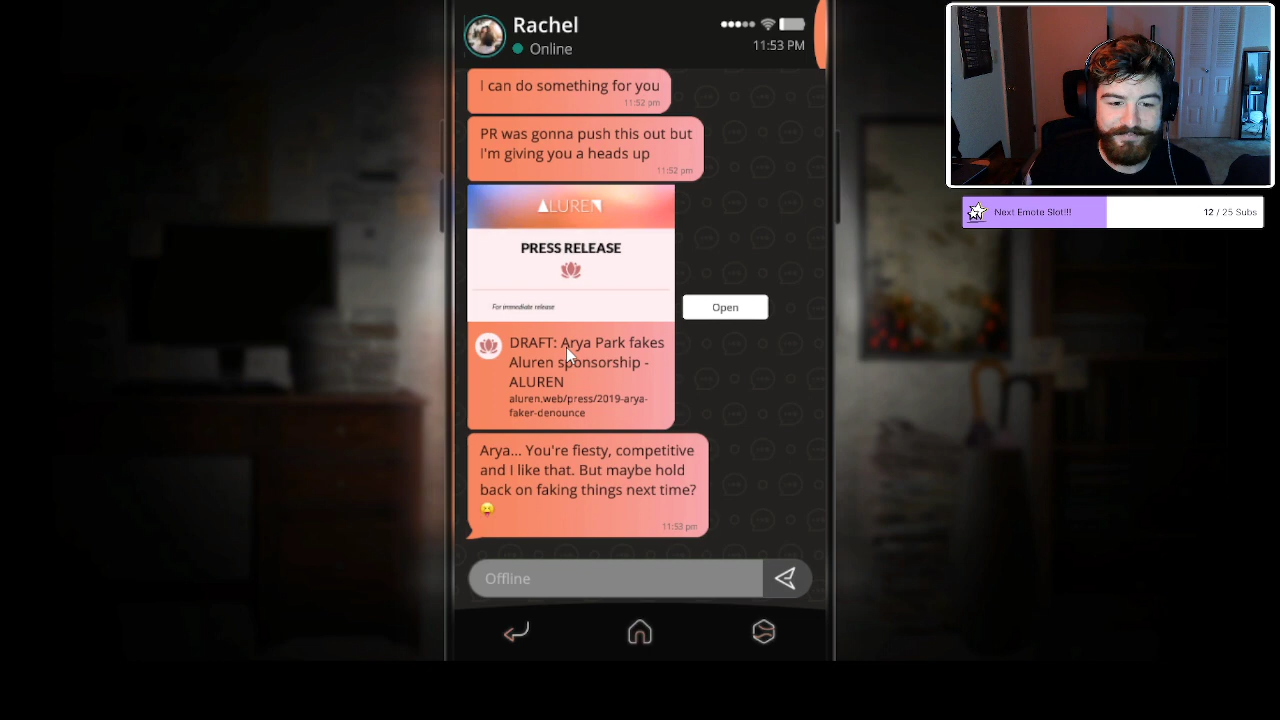 Rachel
Online
11:53 PM
I can do something for you
11:52 pm
PR was gonna push this out but
I'm giving you a heads up
11:52 pm
ALUREN
PRESS RELEASE
For immediate release
Open
DRAFT: Arya Park fakes
Aluren sponsorship -
ALUREN
aluren.web/press/2019-arya-
faker-denounce
Arya... You're fiesty, competitive
and I like that. But maybe hold
back on faking things next time?
😛
11:53 pm
Offline
Next Emote Slot!!!
12 / 25 Subs